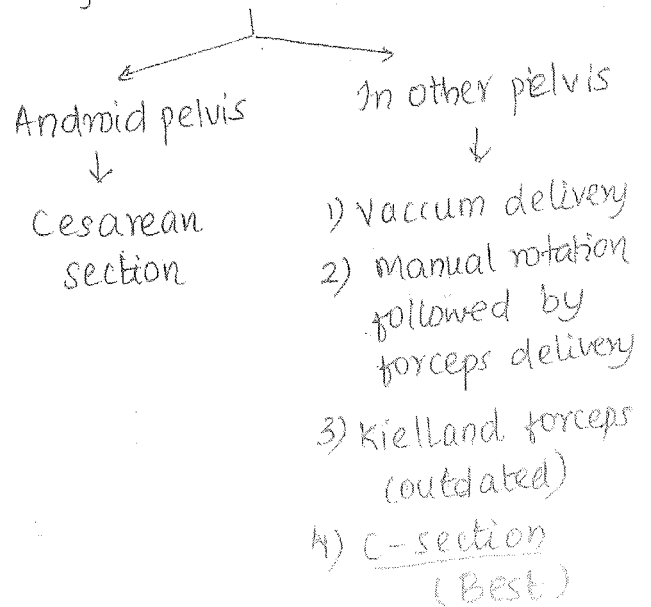 Android pelvis
Cesarean
section
In other pelvis
1) Vaccum delivery
2) Manual rotation
followed by
forceps delivery
3) Kielland forceps
(outdated)
4) C-section
(Best)